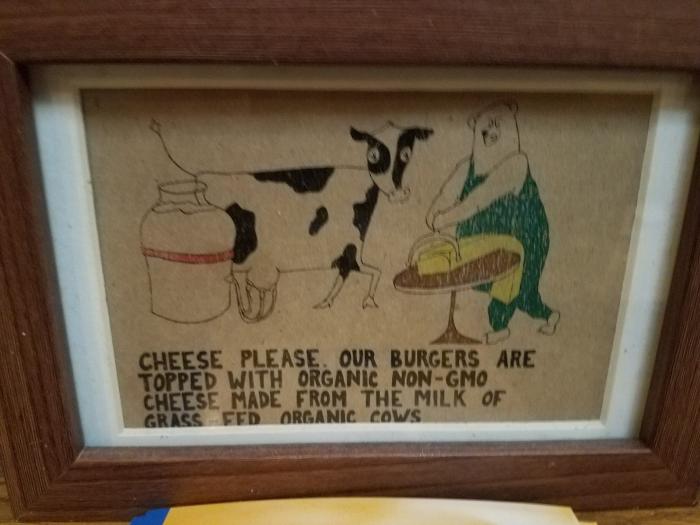 CHEESE PLEASE. OUR BURGERS ARE
TOPPED WITH ORGANIC NON-GMO
CHEESE MADE FROM THE MILK OF
GRASS FED ORGANIC COWS